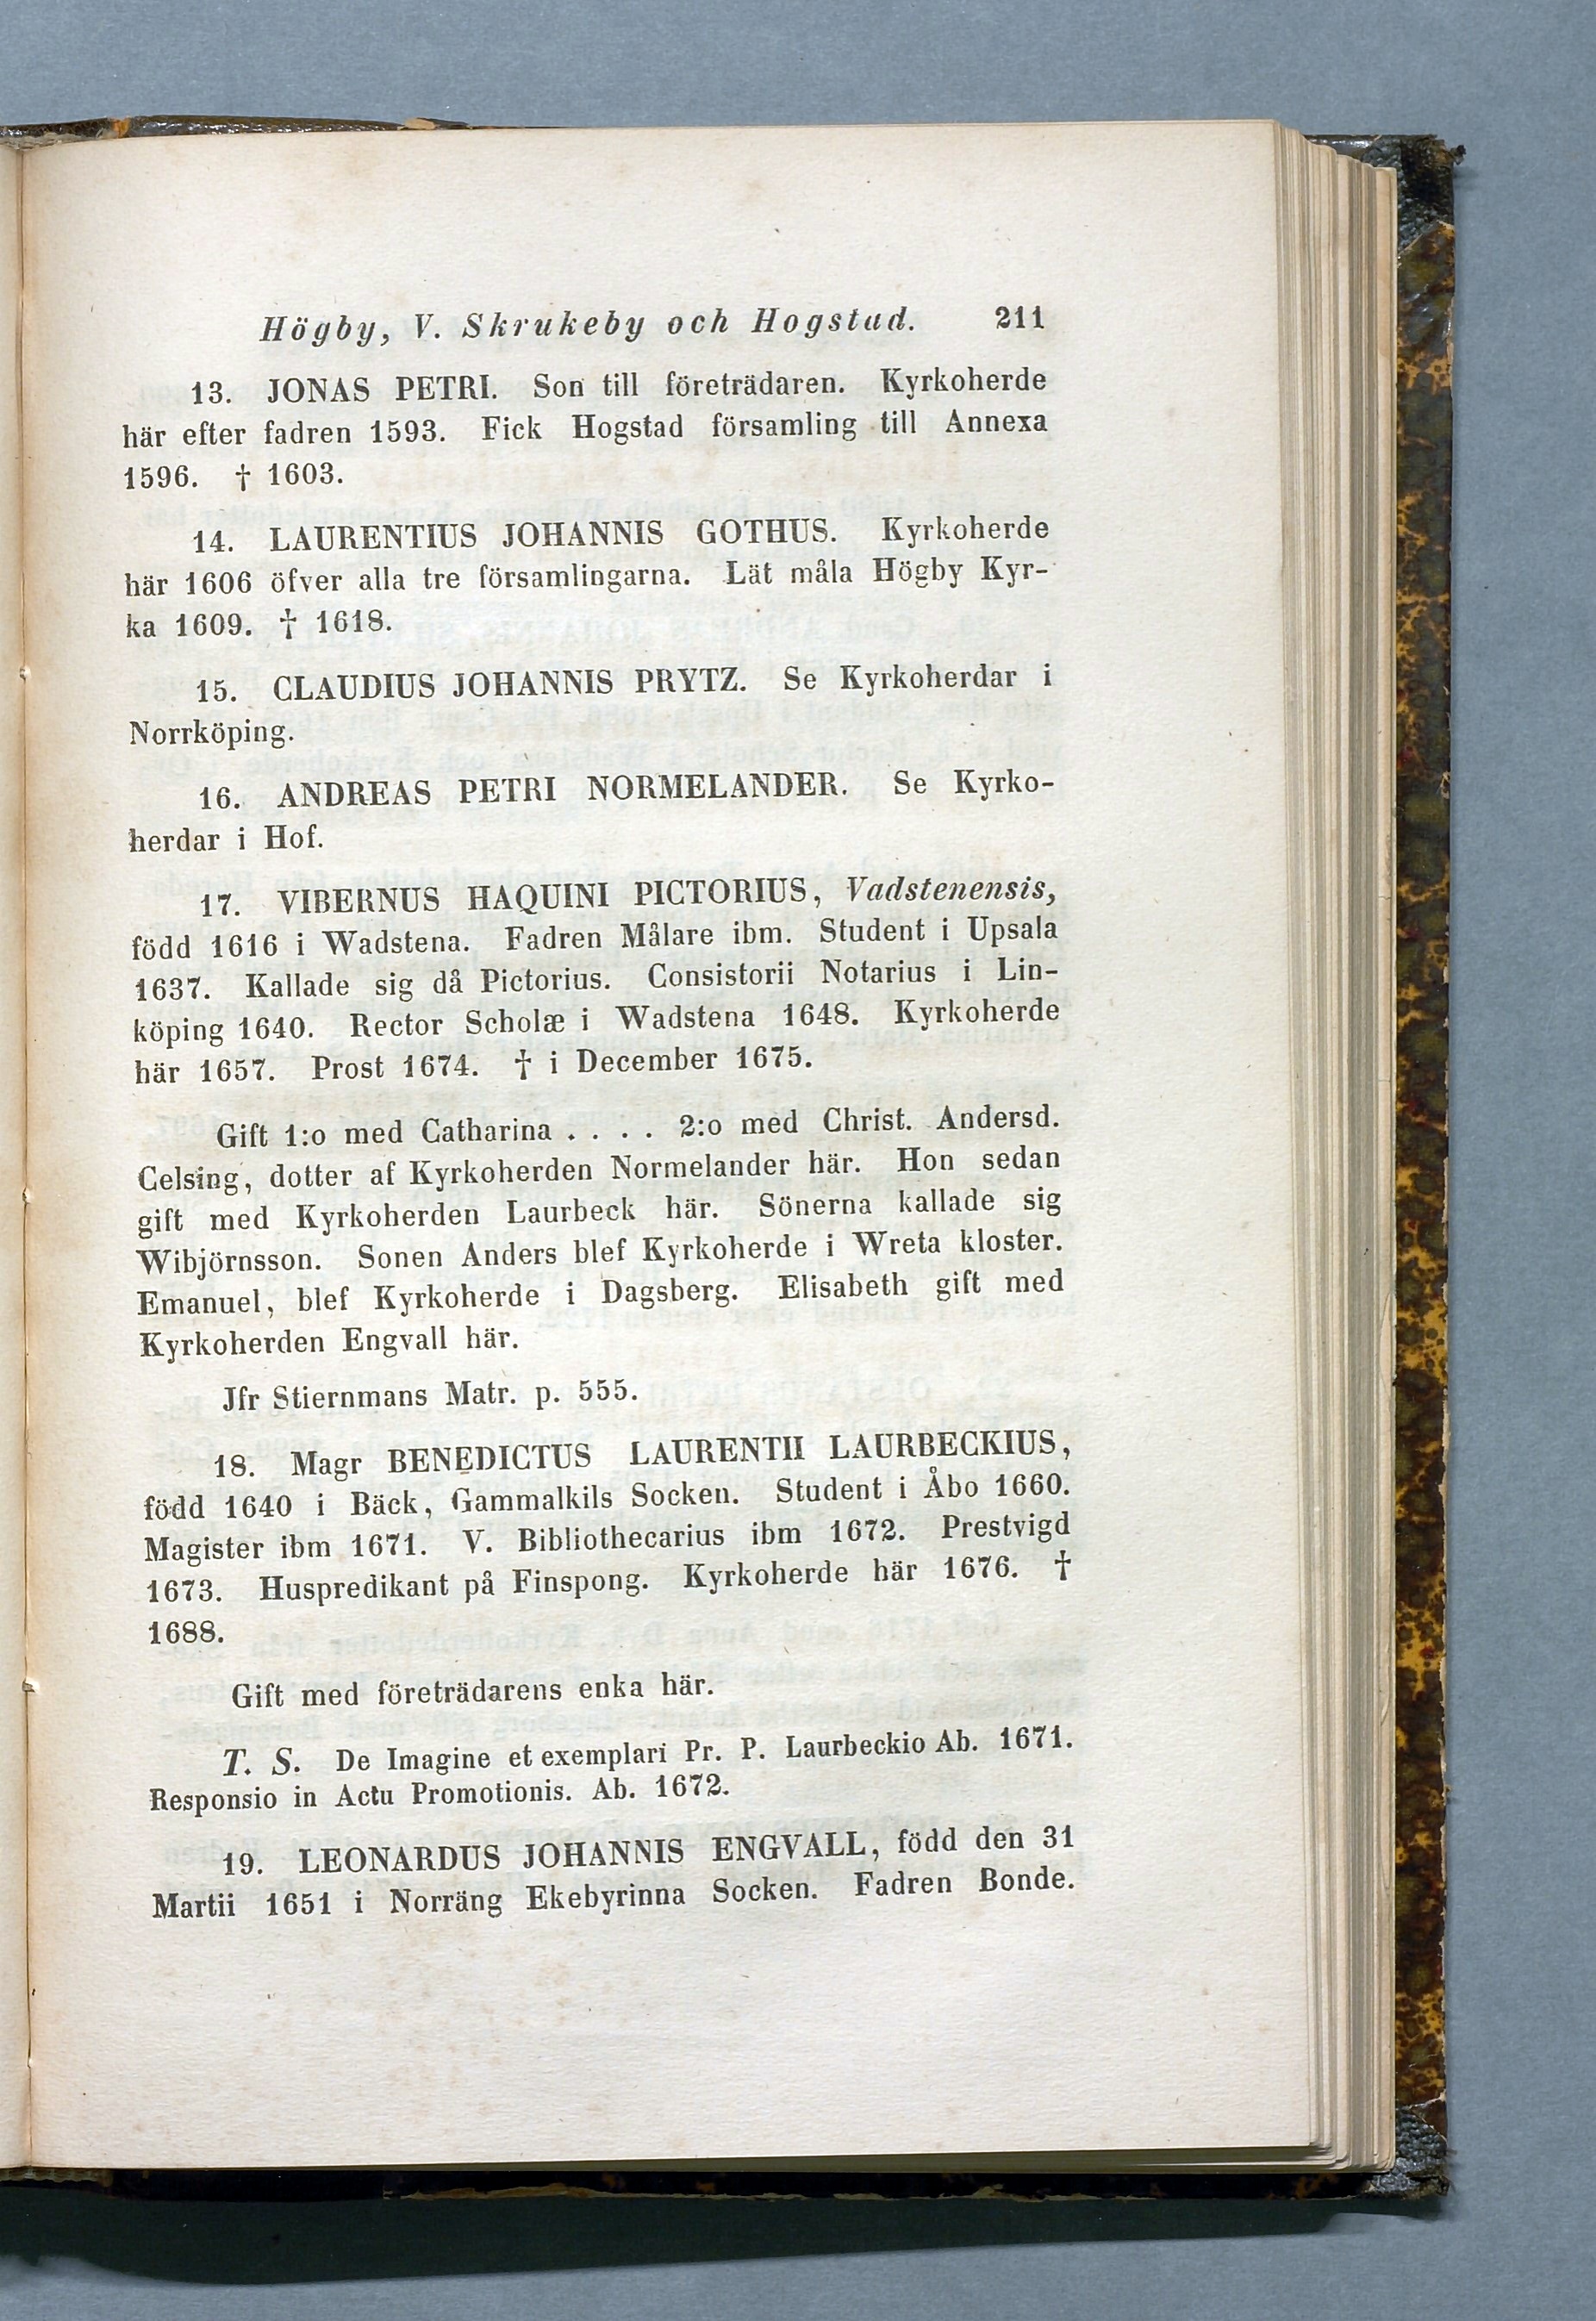 Högby, V. Skrukeby och Hogstad. 211
13. JONAS PETRI. Son till företrädaren. Kyrkoherde
här efter fadren 1593. Fick Hogstad församling till Annexa
1596. † 1603.
14. LAURENTIUS JOHANNIS GOTHUS. Kyrkoherde
här 1606 öfver alla tre församlingarna. Lät måla Högby Kyr-
ka 1609. † 1618.
15. CLAUDIUS JOHANNIS PRYTZ. Se Kyrkoherdar i
Norrköping.
16. ANDREAS PETRI NORMELANDER. Se Kyrko-
herdar i Hof.
17. VIBERNUS HAQUINI PICTORIUS, Vadstenensis,
född 1616 i Wadstena. Fadren Målare ibm. Student i Upsala
1637. Kallade sig då Pictorius. Consistorii Notarius i Lin-
köping 1640. Rector Scholæ i Wadstena 1648. Kyrkoherde
här 1657. Prost 1674. † i December 1675.
Gift 1:o med Catharina . . . . 2:o med Christ. Andersd.
Celsing, dotter af Kyrkoherden Normelander här. Hon sedan
gift med Kyrkoherden Laurbeck här. Sönerna kallade sig
Wibjörnsson. Sonen Anders blef Kyrkoherde i Wreta kloster.
Emanuel, blef Kyrkoherde i Dagsberg. Elisabeth gift med
Kyrkoherden Engvall här.
Jfr Stiernmans Matr. p. 555.
18. Magr BENEDICTUS LAURENTII LAURBECKIUS,
född 1640 i Bäck, Gammalkils Socken. Student i Åbo 1660.
Magister ibm 1671. V. Bibliothecarius ibm 1672. Prestvigd
1673. Huspredikant på Finspong. Kyrkoherde här 1676. †
1688.
Gift med företrädarens enka här.
T. S. De Imagine et exemplari Pr. P. Laurbeckio Ab. 1671.
Responsio in Actu Promotionis. Ab. 1672.
19. LEONARDUS JOHANNIS ENGVALL, född den 31
Martii 1651 i Norräng Ekebyrinna Socken. Fadren Bonde.